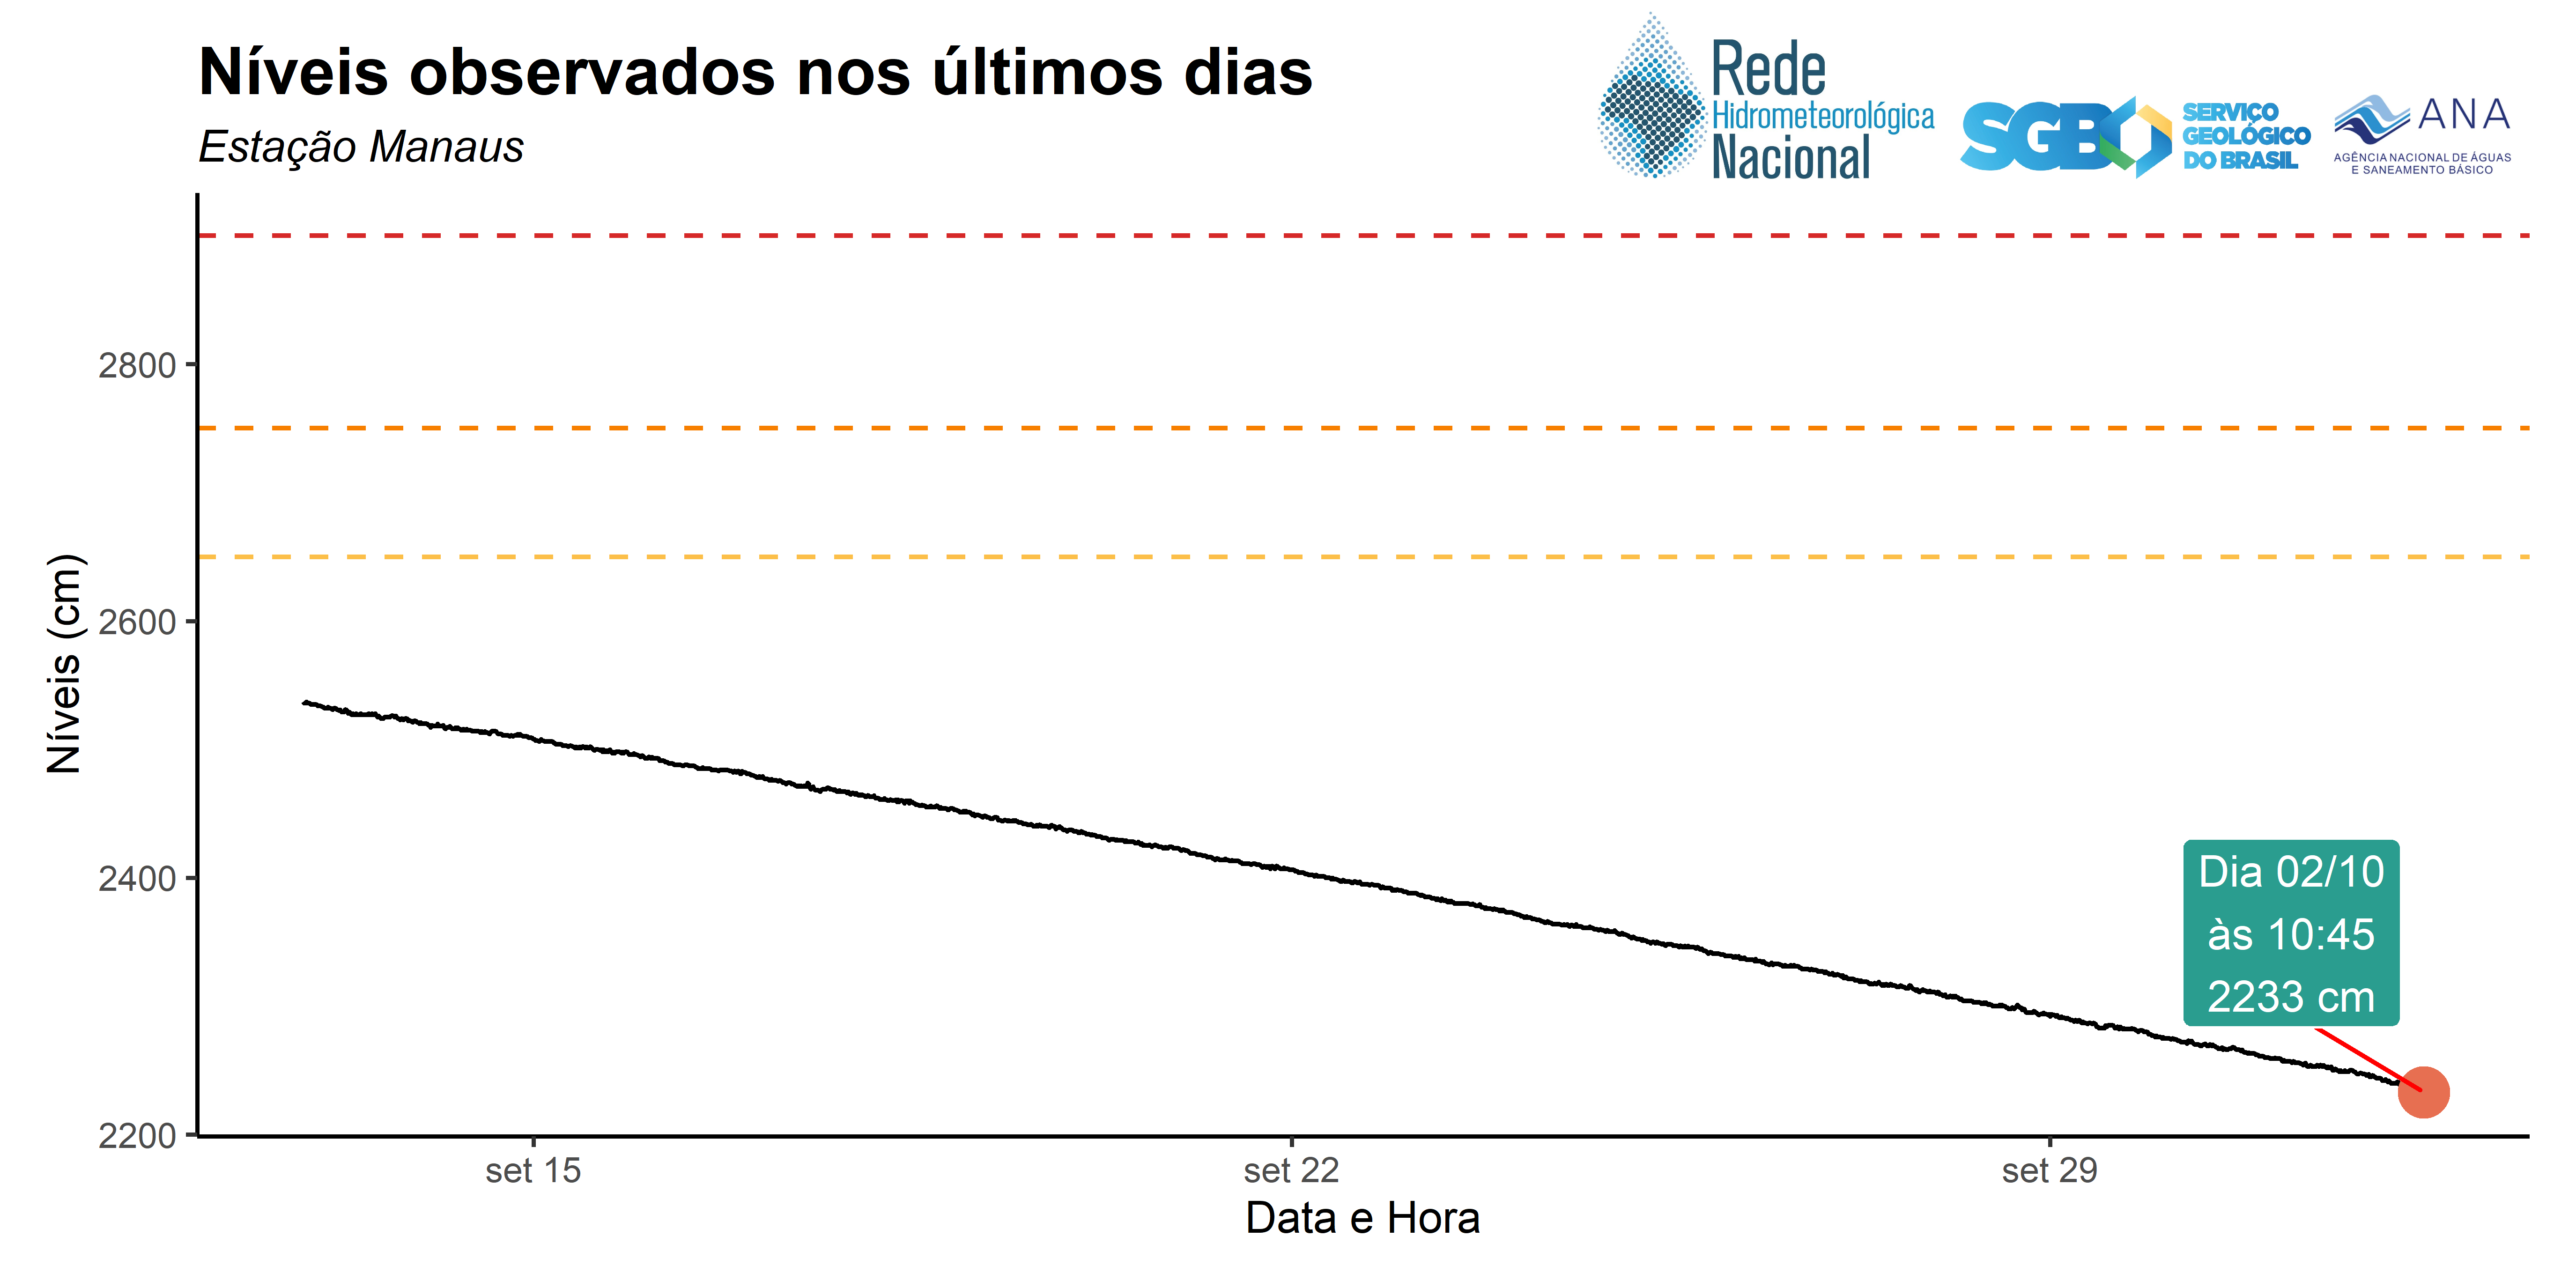 Níveis observados nos últimos dias
Estação Manaus
Rede
Hidrometeorológica
Nacional
SGB
SERVIÇO
GEOLÓGICO
DO BRASIL
ANA
AGÊNCIA NACIONAL DE ÁGUAS
E SANEAMENTO BÁSICO
Níveis (cm)
2800
2600
2400
2200
Dia 02/10
às 10:45
2233 cm
set 15
set 22
set 29
Data e Hora